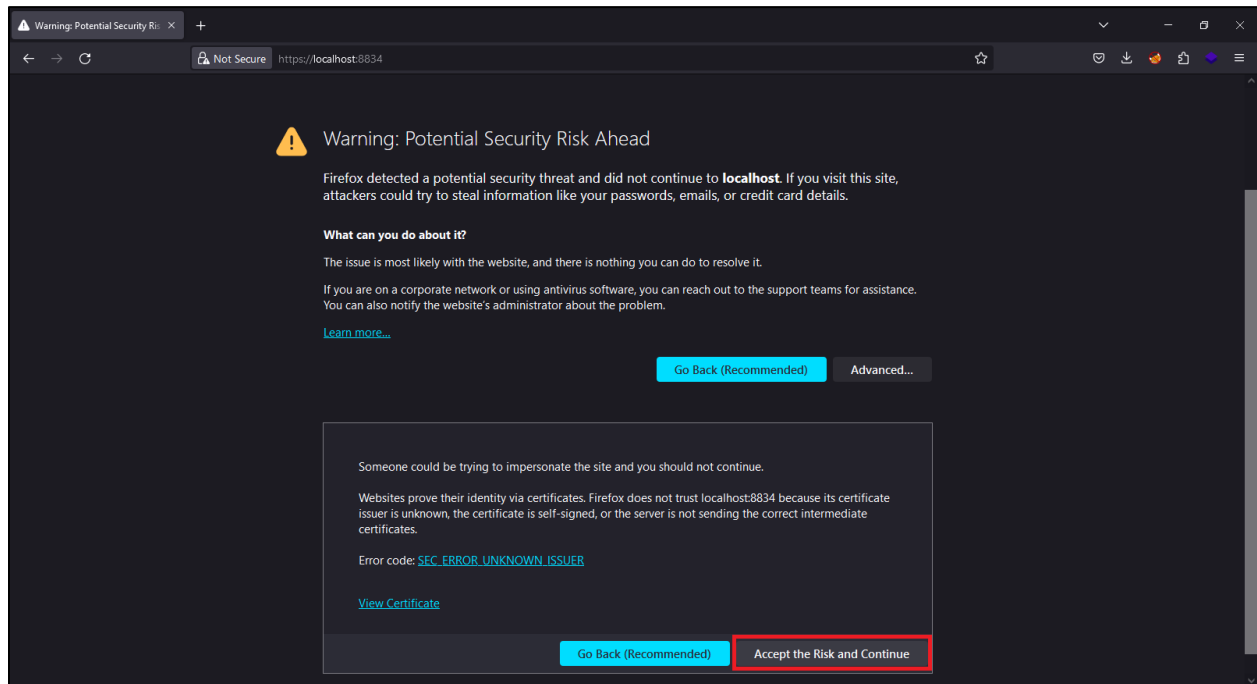 Warning: Potential Security Ris
Not Secure https://localhost:8834
Warning: Potential Security Risk Ahead
Firefox detected a potential security threat and did not continue to localhost. If you visit this site,
attackers could try to steal information like your passwords, emails, or credit card details.
What can you do about it?
The issue is most likely with the website, and there is nothing you can do to resolve it.
If you are on a corporate network or using antivirus software, you can reach out to the support teams for assistance.
You can also notify the website's administrator about the problem.
Learn more...
Go Back (Recommended) Advanced...
Someone could be trying to impersonate the site and you should not continue.
Websites prove their identity via certificates. Firefox does not trust localhost:8834 because its certificate
issuer is unknown, the certificate is self-signed, or the server is not sending the correct intermediate
certificates.
Error code: SEC_ERROR_UNKNOWN_ISSUER
View Certificate
Go Back (Recommended) Accept the Risk and Continue